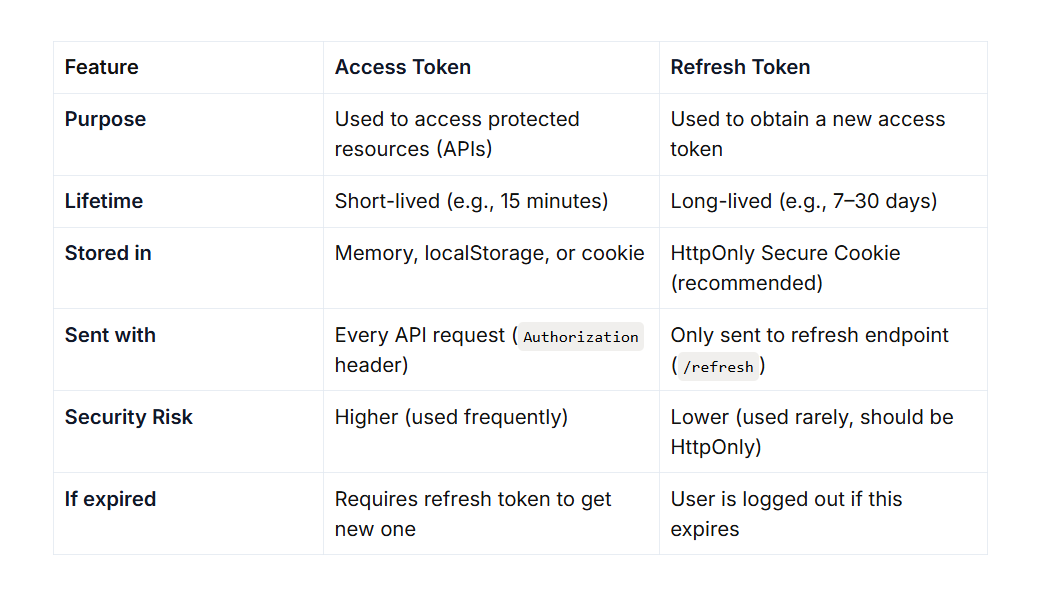 Feature Access Token Refresh Token
Purpose Used to access protected Used to obtain a new access
resources (APIs) token
Lifetime Short-lived (e.g., 15 minutes) Long-lived (e.g., 7–30 days)
Stored in Memory, localStorage, or cookie HttpOnly Secure Cookie
(recommended)
Sent with Every API request (Authorization Only sent to refresh endpoint
header) (/refresh)
Security Risk Higher (used frequently) Lower (used rarely, should be
HttpOnly)
If expired Requires refresh token to get User is logged out if this
new one expires